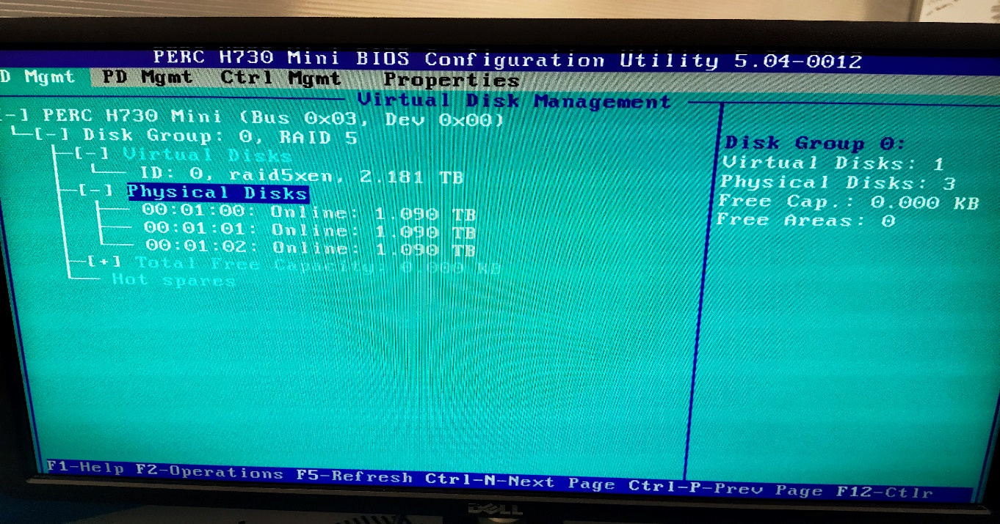 PERC H730 Mini BIOS Configuration Utility 5.04-0012
D Mgmt PD Mgmt Ctrl Mgmt Properties
Virtual Disk Management
-] PERC H730 Mini (Bus 0x03, Dev 0x00)
[-] Disk Group: 0, RAID 5
[-] Virtual Disks
ID: 0, raid5xen, 2.181 TB
[-] Physical Disks
00:01:00: Online: 1.090 TB
00:01:01: Online: 1.090 TB
00:01:02: Online: 1.090 TB
[+] Total Free Capacity: 0.000 KB
Hot spares
Disk Group 0:
Virtual Disks: 1
Physical Disks: 3
Free Cap.: 0.000 KB
Free Areas: 0
F1-Help F2-Operations F5-Refresh Ctrl-N-Next Page Ctrl-P-Prev Page F12-Ctlr
DELL